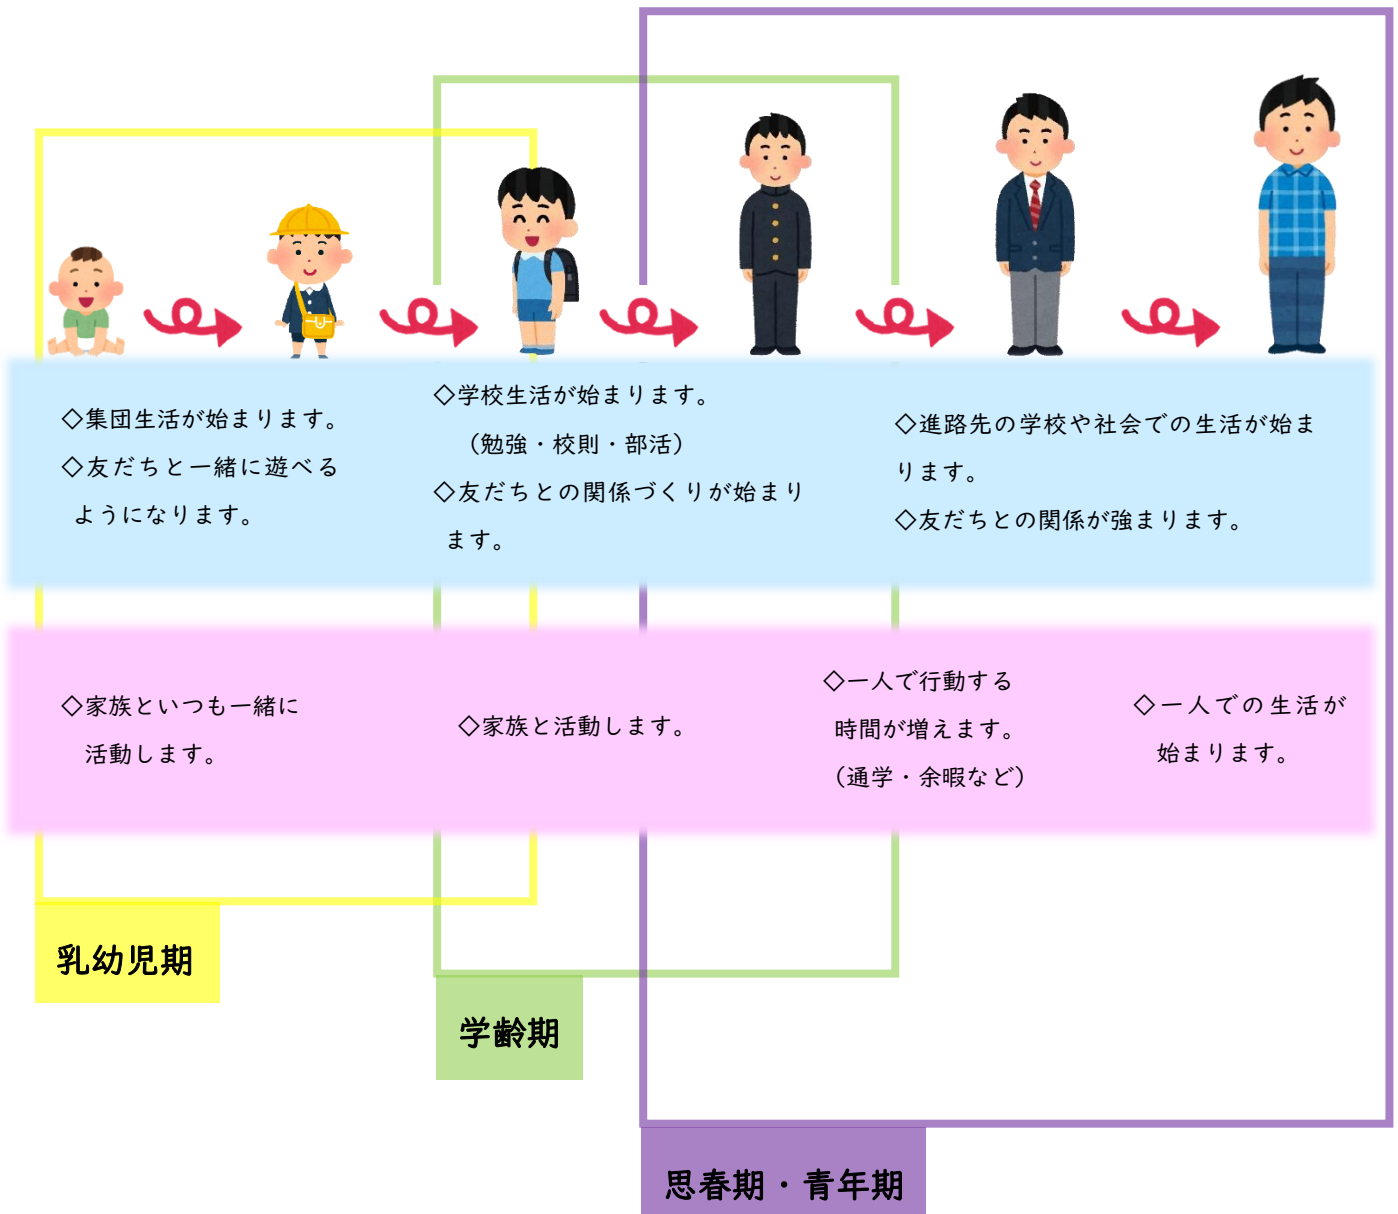 ◇集団生活が始まります。
◇友だちと一緒に遊べる
ようになります。
◇学校生活が始まります。
（勉強・校則・部活）
◇友だちとの関係づくりが始まり
ます。
◇進路先の学校や社会での生活が始ま
ります。
◇友だちとの関係が強まります。
◇家族といつも一緒に
活動します。
◇家族と活動します。
◇一人で行動する
時間が増えます。
（通学・余暇など）
◇一人での生活が
始まります。
乳幼児期
学齢期
思春期・青年期